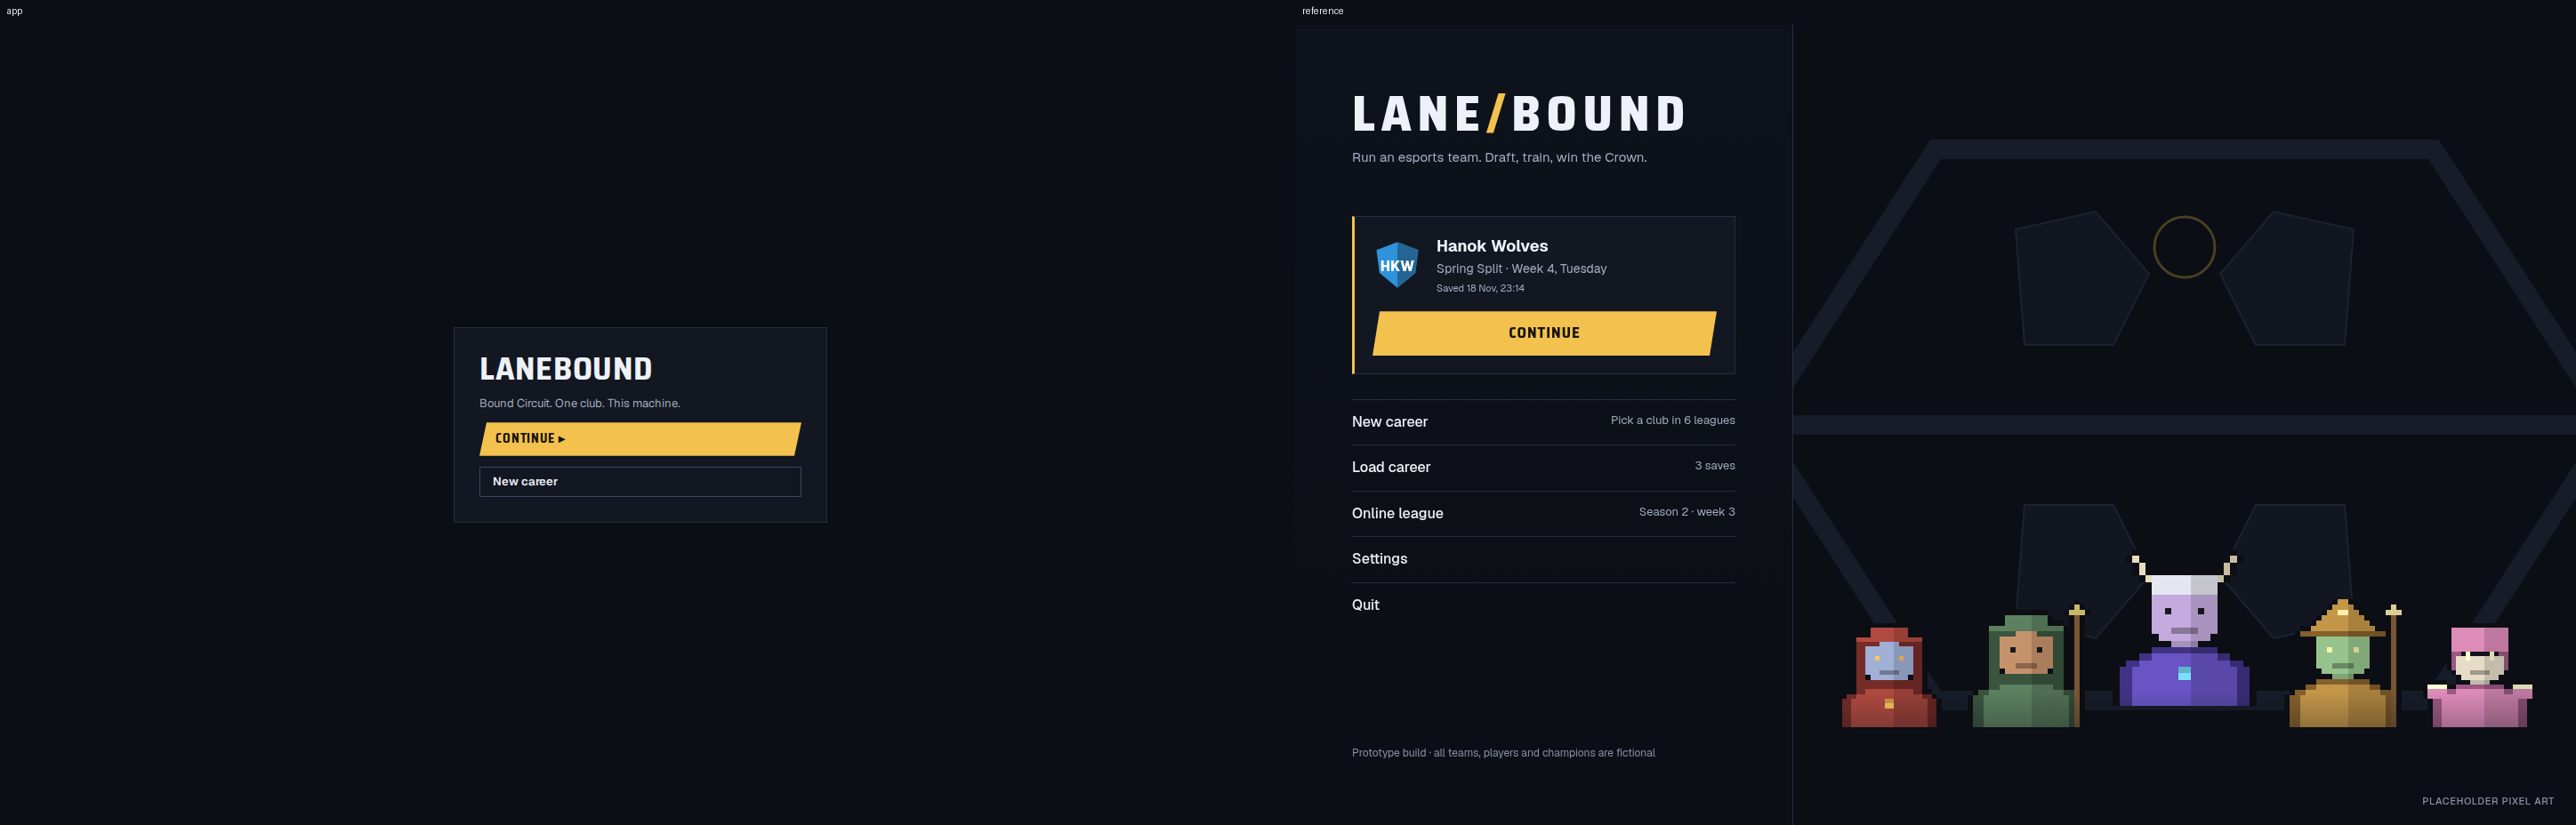 app
LANEBOUND
Bound Circuit. One club. This machine.
CONTINUE ▸
New career
reference
LANE/BOUND
Run an esports team. Draft, train, win the Crown.
HKW
Hanok Wolves
Spring Split · Week 4, Tuesday
Saved 18 Nov, 23:14
CONTINUE
New career Pick a club in 6 leagues
Load career 3 saves
Online league Season 2 · week 3
Settings
Quit
Prototype build · all teams, players and champions are fictional
PLACEHOLDER PIXEL ART